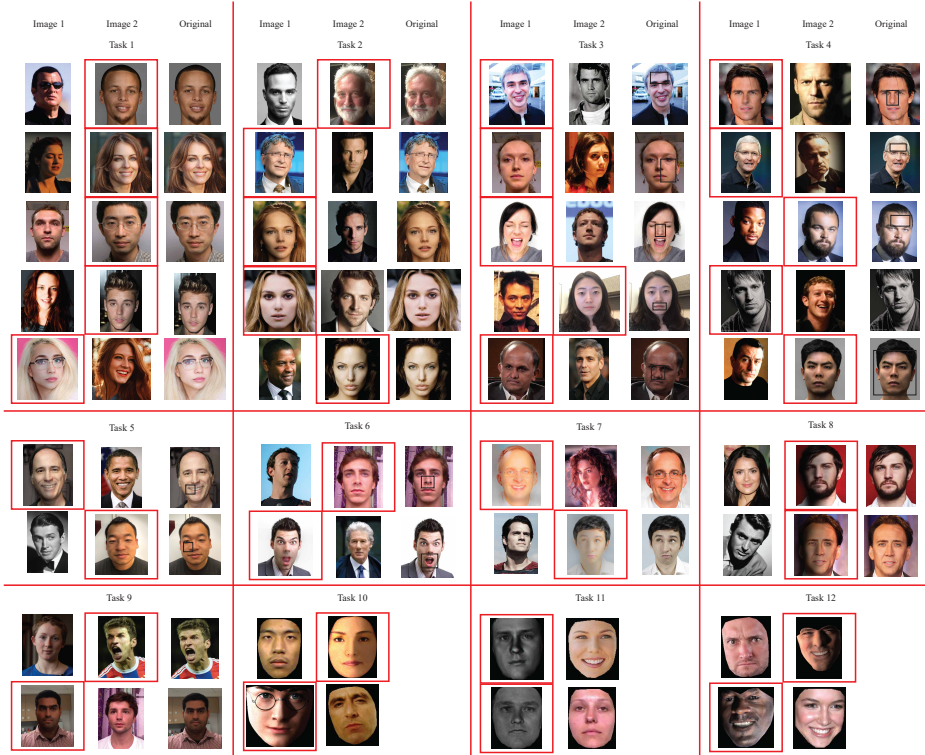 Image 1 Image 2 Original Image 1 Image 2 Original Image 1 Image 2 Original Image 1 Image 2 Original
Task 1 Task 2 Task 3 Task 4
Task 5 Task 6 Task 7 Task 8
Task 9 Task 10 Task 11 Task 12